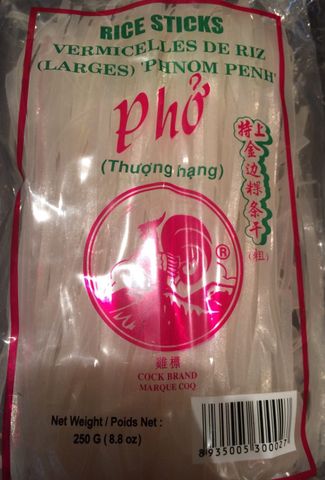 RICE STICKS
VERMICELLES DE RIZ
(LARGES) 'PHNOM PENH'
Phở
(Thượng hạng)
特上
金边粿条干
(粗)
®
雞標
COCK BRAND
MARQUE COQ
Net Weight / Poids Net :
250 G ( 8.8 oz)
8935005300027